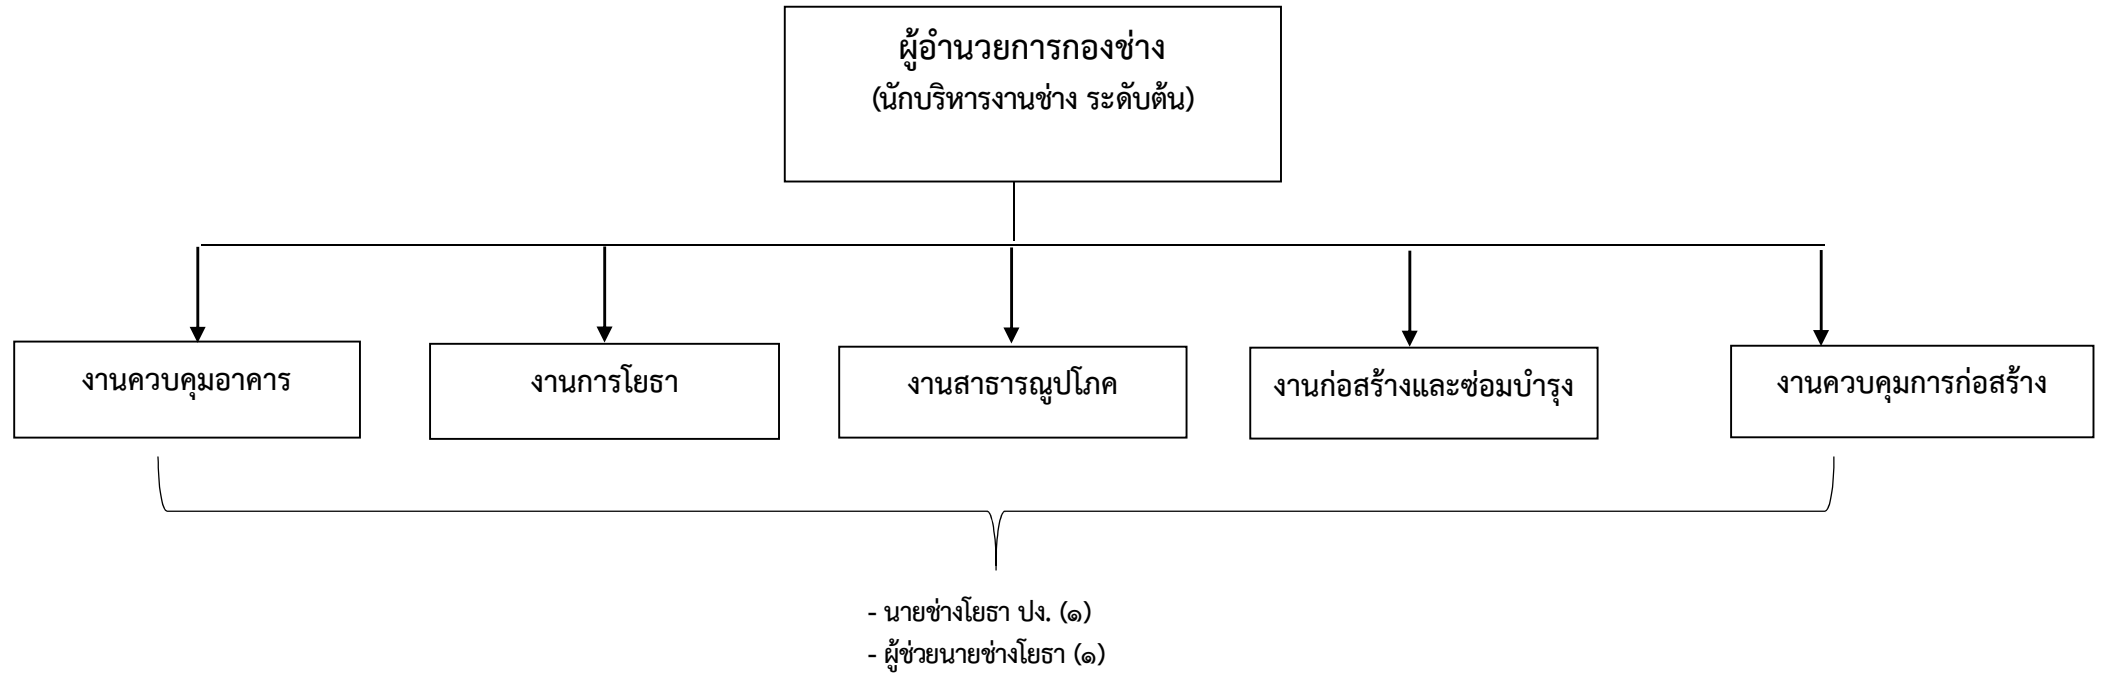 ผู้อำนวยการกองช่าง
(นักบริหารงานช่าง ระดับต้น)
งานควบคุมอาคาร
งานการโยธา
งานสาธารณูปโภค
งานก่อสร้างและซ่อมบำรุง
งานควบคุมการก่อสร้าง
- นายช่างโยธา ปง. (๑)
- ผู้ช่วยนายช่างโยธา (๑)